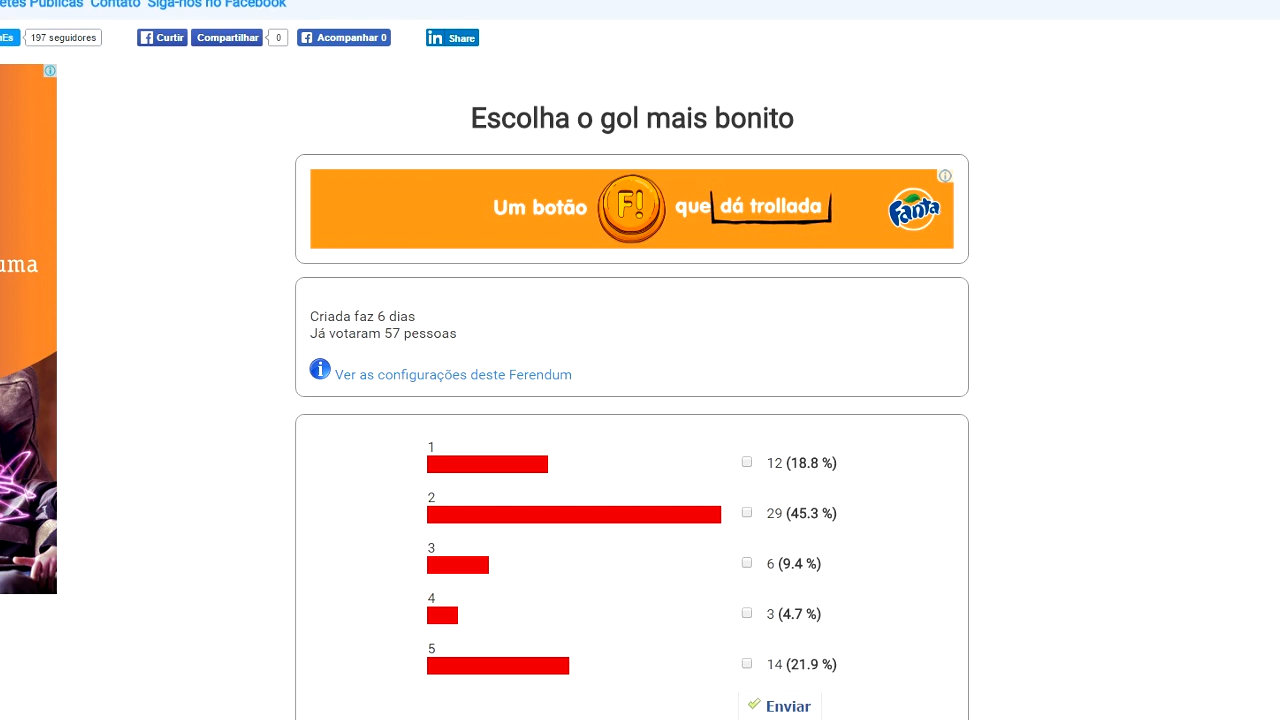 Públicas Contato Siga-nos no Facebook
197 seguidores Curtir Compartilhar 0 Acompanhar 0 in Share
Escolha o gol mais bonito
Um botão F! que dá trollada Fanta
uma
Criada faz 6 dias
Já votaram 57 pessoas
Ver as configurações deste Ferendum
1
12 (18.8 %)
2
29 (45.3 %)
3
6 (9.4 %)
4
3 (4.7 %)
5
14 (21.9 %)
Enviar